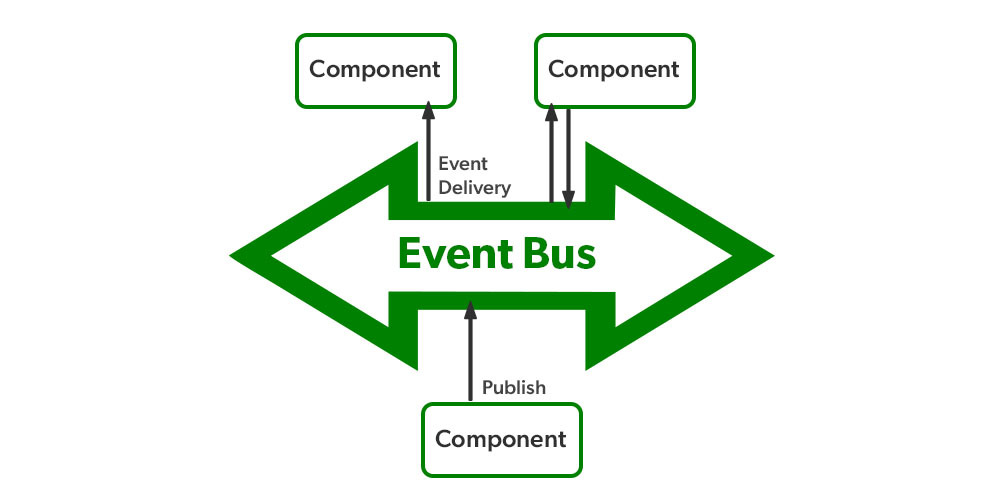 Component
Component
Event
Delivery
Event Bus
Publish
Component